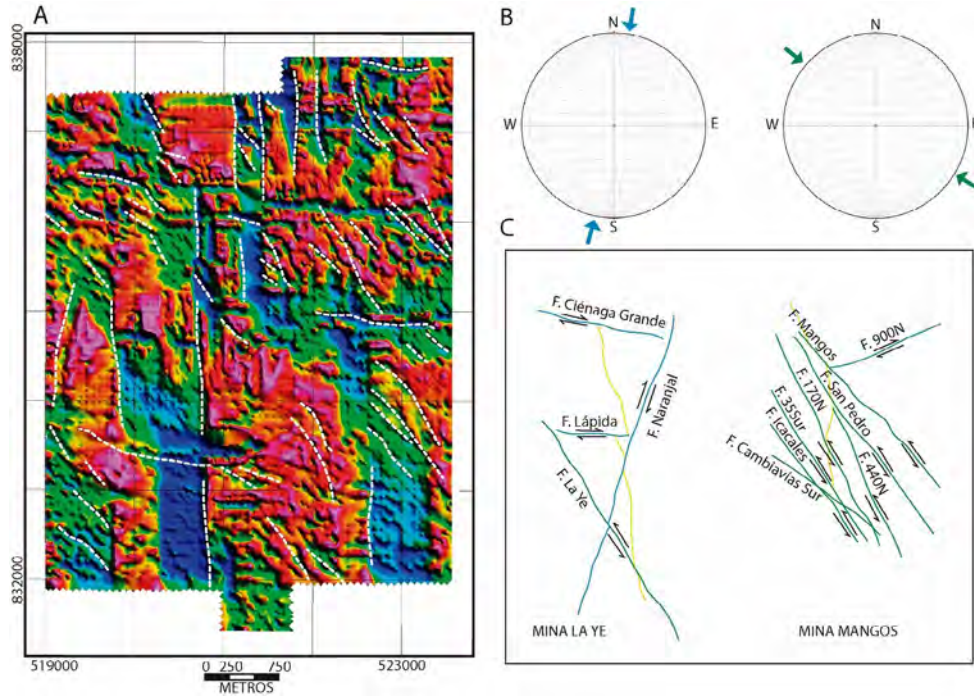 A
838000
832000
519000
523000
0 250 750
METROS
B
N
W
E
S
N
W
S
C
F. Ciénaga Grande
F. Naranjal
F. Lápida
F. La Ye
MINA LA YE
F. Mangos
F. 900N
F. San Pedro
F. 170N
F. 35Sur
F. Icacales
F. 440N
F. Cambiavias Sur
MINA MANGOS